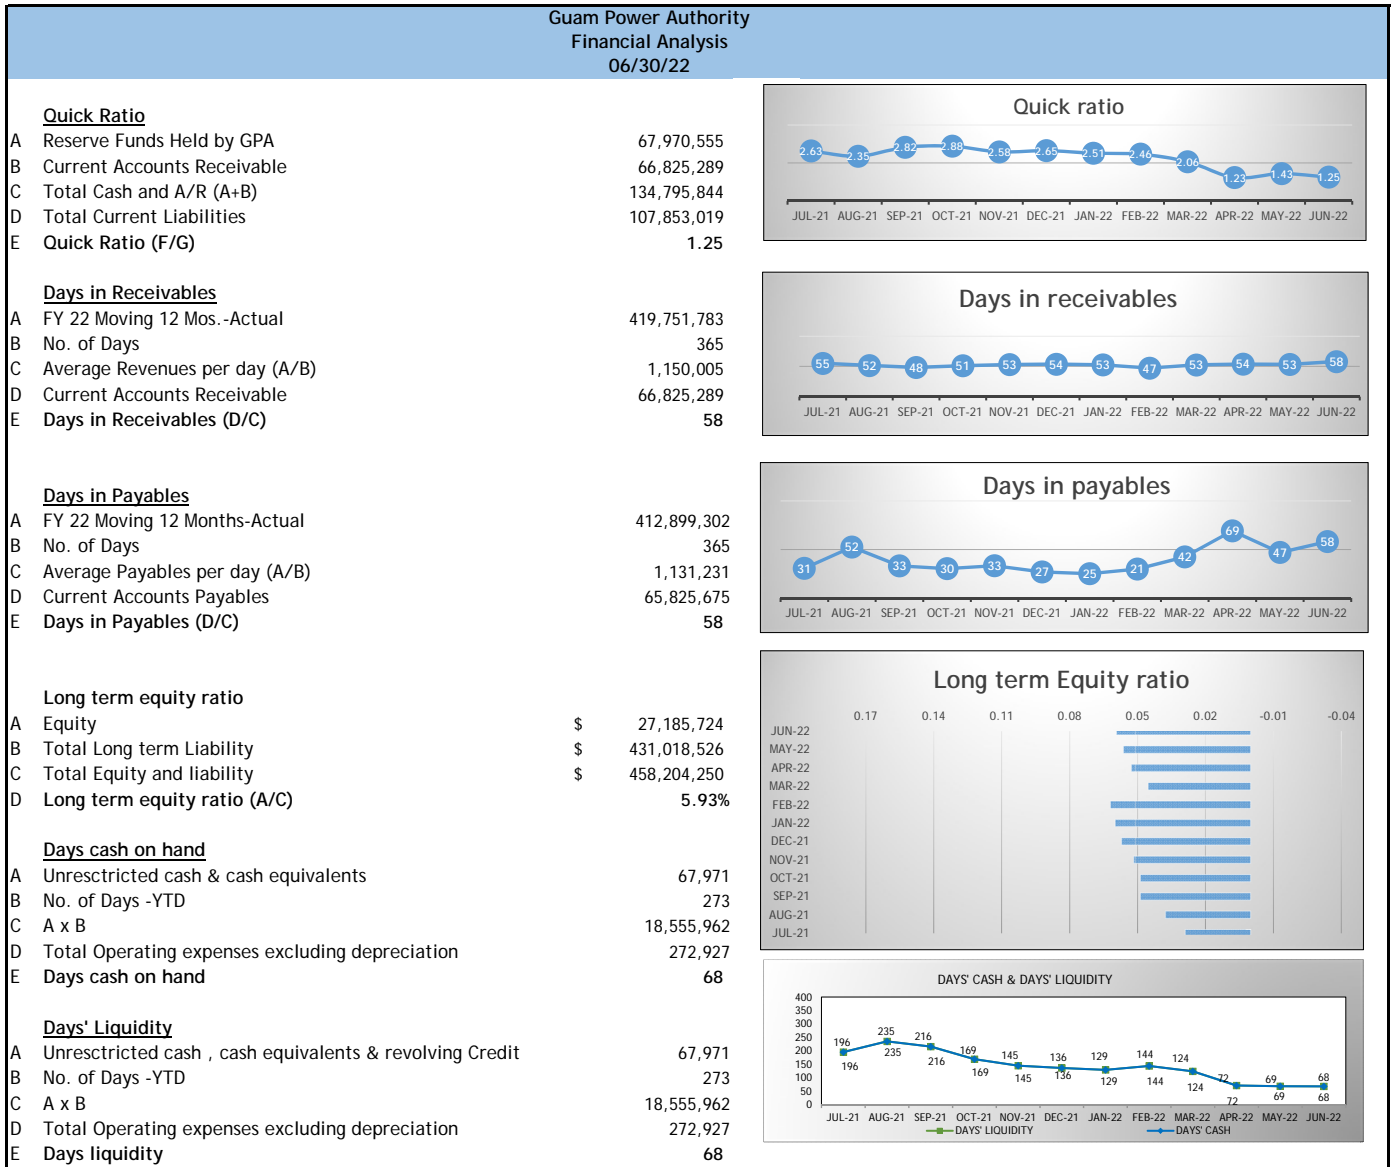 Guam Power Authority
Financial Analysis
06/30/22
Quick Ratio
A Reserve Funds Held by GPA 67,970,555
B Current Accounts Receivable 66,825,289
C Total Cash and A/R (A+B) 134,795,844
D Total Current Liabilities 107,853,019
E Quick Ratio (F/G) 1.25
Quick ratio
2.63 2.35 2.82 2.88 2.58 2.65 2.51 2.46 2.06 1.23 1.43 1.25
JUL-21 AUG-21 SEP-21 OCT-21 NOV-21 DEC-21 JAN-22 FEB-22 MAR-22 APR-22 MAY-22 JUN-22
Days in Receivables
A FY 22 Moving 12 Mos.-Actual 419,751,783
B No. of Days 365
C Average Revenues per day (A/B) 1,150,005
D Current Accounts Receivable 66,825,289
E Days in Receivables (D/C) 58
Days in receivables
55 52 48 51 53 54 53 47 53 54 53 58
JUL-21 AUG-21 SEP-21 OCT-21 NOV-21 DEC-21 JAN-22 FEB-22 MAR-22 APR-22 MAY-22 JUN-22
Days in Payables
A FY 22 Moving 12 Months-Actual 412,899,302
B No. of Days 365
C Average Payables per day (A/B) 1,131,231
D Current Accounts Payables 65,825,675
E Days in Payables (D/C) 58
Days in payables
31 52 33 30 33 27 25 21 42 69 47 58
JUL-21 AUG-21 SEP-21 OCT-21 NOV-21 DEC-21 JAN-22 FEB-22 MAR-22 APR-22 MAY-22 JUN-22
Long term equity ratio
A Equity $ 27,185,724
B Total Long term Liability $ 431,018,526
C Total Equity and liability $ 458,204,250
D Long term equity ratio (A/C) 5.93%
Long term Equity ratio
0.17 0.14 0.11 0.08 0.05 0.02 -0.01 -0.04
JUN-22
MAY-22
APR-22
MAR-22
FEB-22
JAN-22
DEC-21
NOV-21
OCT-21
SEP-21
AUG-21
JUL-21
Days cash on hand
A Unresctricted cash & cash equivalents 67,971
B No. of Days -YTD 273
C A x B 18,555,962
D Total Operating expenses excluding depreciation 272,927
E Days cash on hand 68
Days' Liquidity
A Unresctricted cash , cash equivalents & revolving Credit 67,971
B No. of Days -YTD 273
C A x B 18,555,962
D Total Operating expenses excluding depreciation 272,927
E Days liquidity 68
DAYS' CASH & DAYS' LIQUIDITY
400
350
300
250
200
150
100
50
0
196 235 216 169 145 136 129 144 124 72 69 68
196 235 216 169 145 136 129 144 124 72 69 68
JUL-21 AUG-21 SEP-21 OCT-21 NOV-21 DEC-21 JAN-22 FEB-22 MAR-22 APR-22 MAY-22 JUN-22
DAYS' LIQUIDITY DAYS' CASH